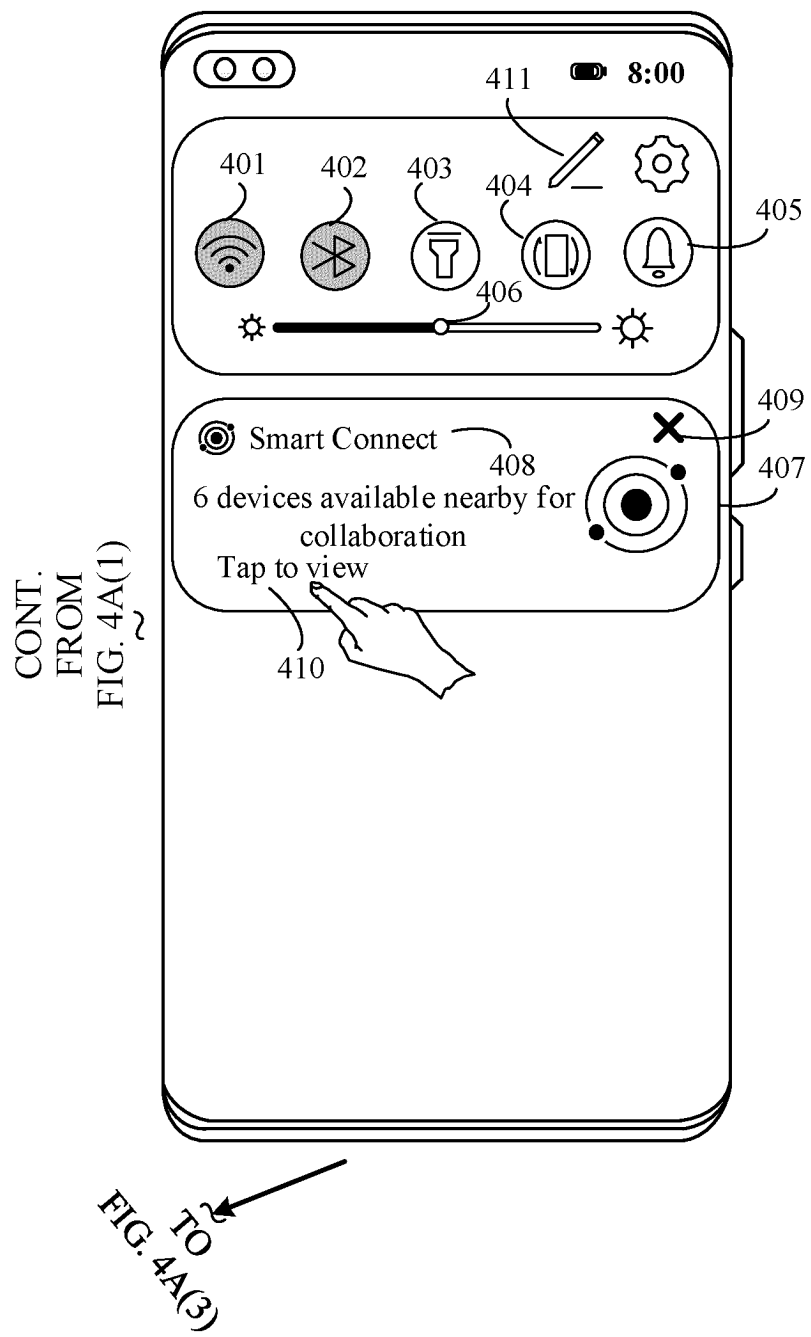 8:00
411
401
402
403
404
405
406
409
Smart Connect
408
407
6 devices available nearby for
collaboration
Tap to view
410
CONT.
FROM
FIG. 4A(1)
~
~
TO
FIG. 4A(3)